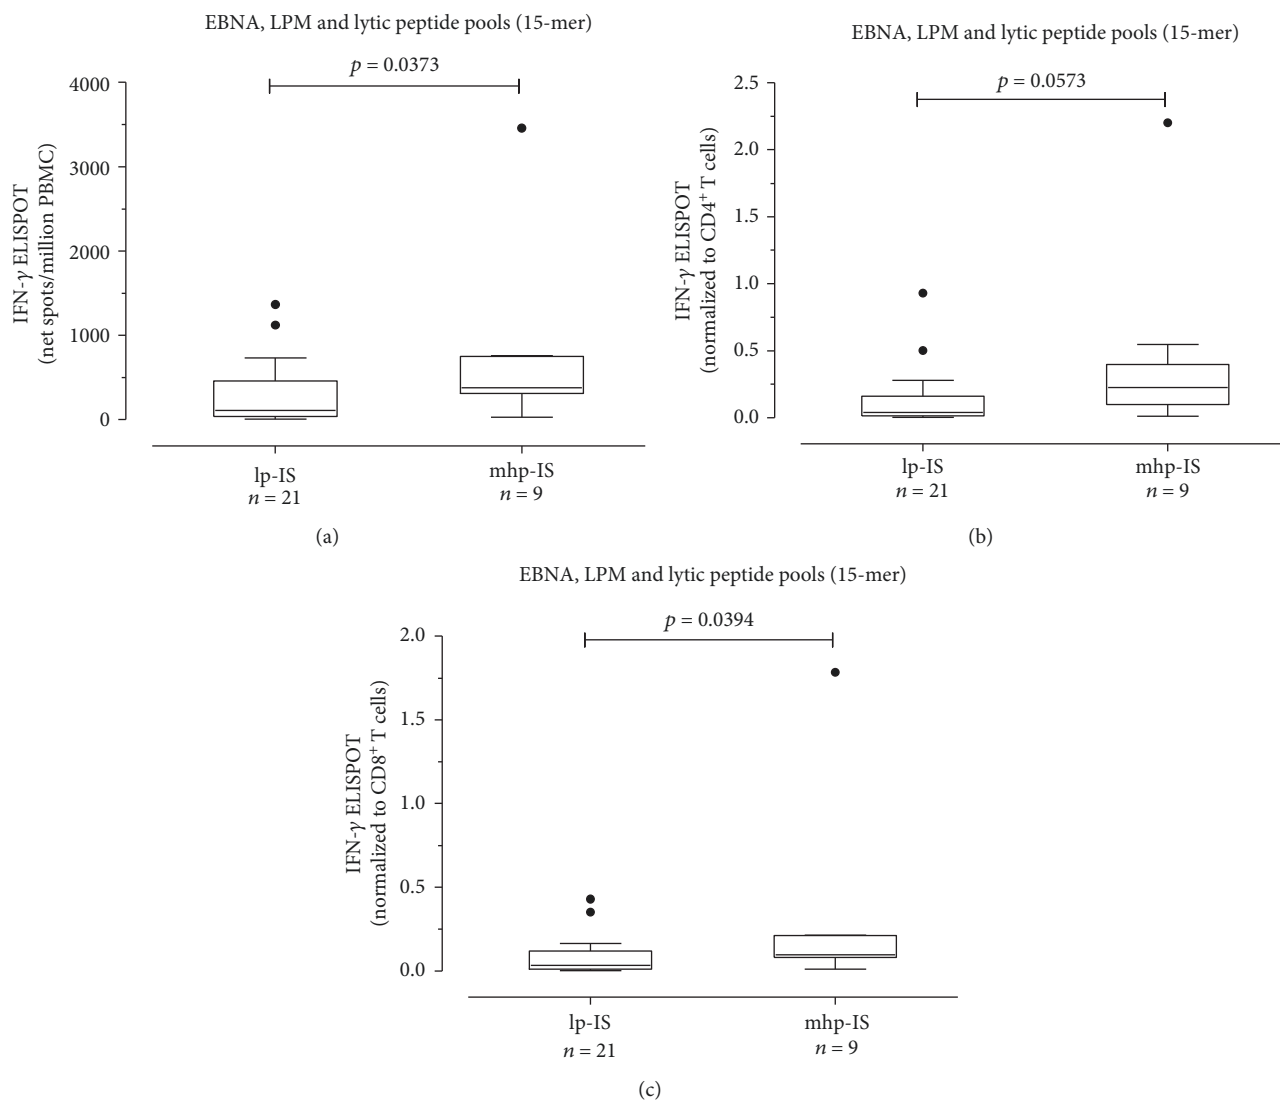 EBNA, LPM and lytic peptide pools (15-mer)
p = 0.0373
4000
3000
2000
1000
0
IFN-γ ELISPOT
(net spots/million PBMC)
lp-IS
n = 21
mhp-IS
n = 9
(a)
EBNA, LPM and lytic peptide pools (15-mer)
p = 0.0573
2.5
2.0
1.5
1.0
0.5
0.0
IFN-γ ELISPOT
(normalized to CD4⁺ T cells)
lp-IS
n = 21
mhp-IS
n = 9
(b)
EBNA, LPM and lytic peptide pools (15-mer)
p = 0.0394
2.0
1.5
1.0
0.5
0.0
IFN-γ ELISPOT
(normalized to CD8⁺ T cells)
lp-IS
n = 21
mhp-IS
n = 9
(c)